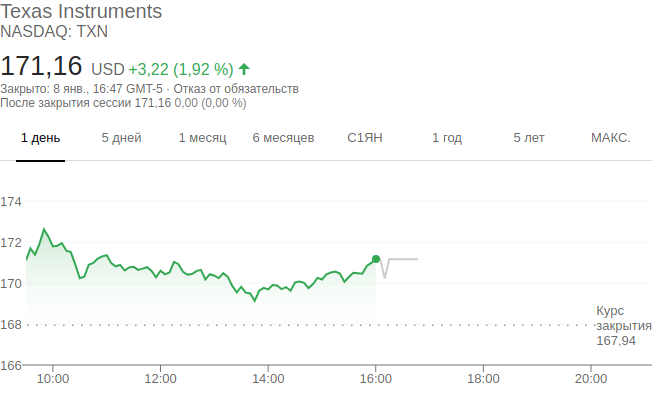 Texas Instruments
NASDAQ: TXN
171,16 USD +3,22 (1,92 %)
Закрыто: 8 янв., 16:47 GMT-5 · Отказ от обязательств
После закрытия сессии 171,16 0,00 (0,00 %)
1 день 5 дней 1 месяц 6 месяцев С1ЯН 1 год 5 лет МАКС.
174
172
170
168
166
Курс
закрытия
167,94
10:00 12:00 14:00 16:00 18:00 20:00